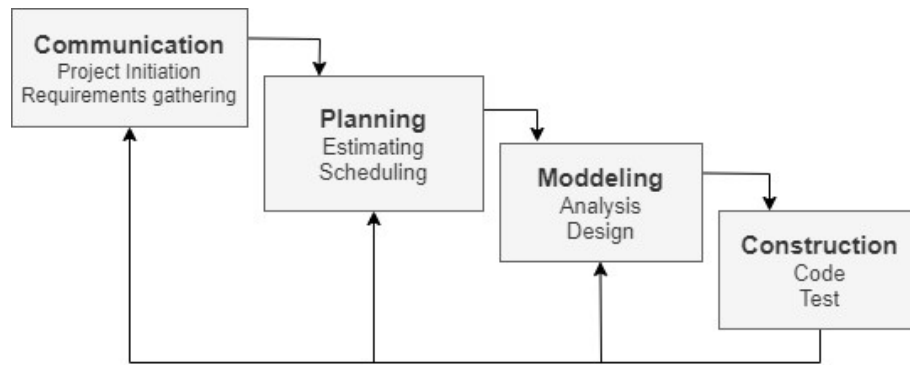 Communication
Project Initiation
Requirements gathering
Planning
Estimating
Scheduling
Moddeling
Analysis
Design
Construction
Code
Test